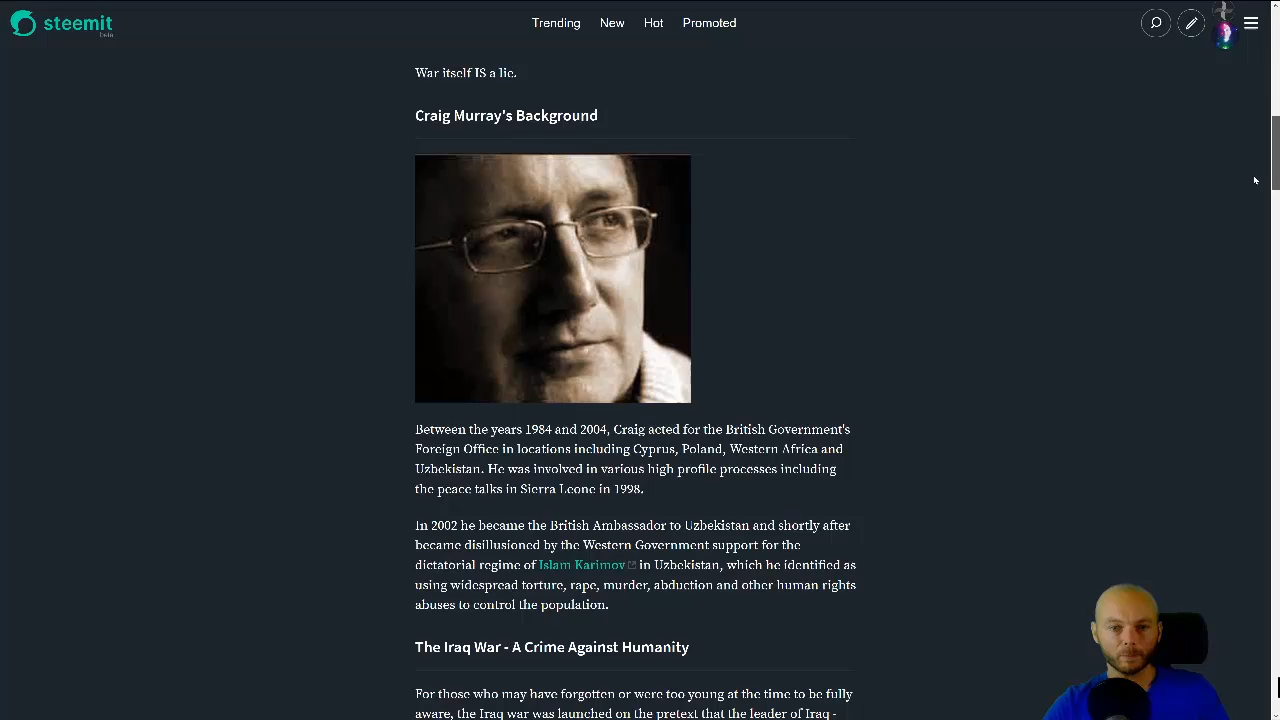 steemit
beta
Trending New Hot Promoted
War itself IS a lie.
Craig Murray's Background
Between the years 1984 and 2004, Craig acted for the British Government's
Foreign Office in locations including Cyprus, Poland, Western Africa and
Uzbekistan. He was involved in various high profile processes including
the peace talks in Sierra Leone in 1998.
In 2002 he became the British Ambassador to Uzbekistan and shortly after
became disillusioned by the Western Government support for the
dictatorial regime of Islam Karimov in Uzbekistan, which he identified as
using widespread torture, rape, murder, abduction and other human rights
abuses to control the population.
The Iraq War - A Crime Against Humanity
For those who may have forgotten or were too young at the time to be fully
aware, the Iraq war was launched on the pretext that the leader of Iraq -